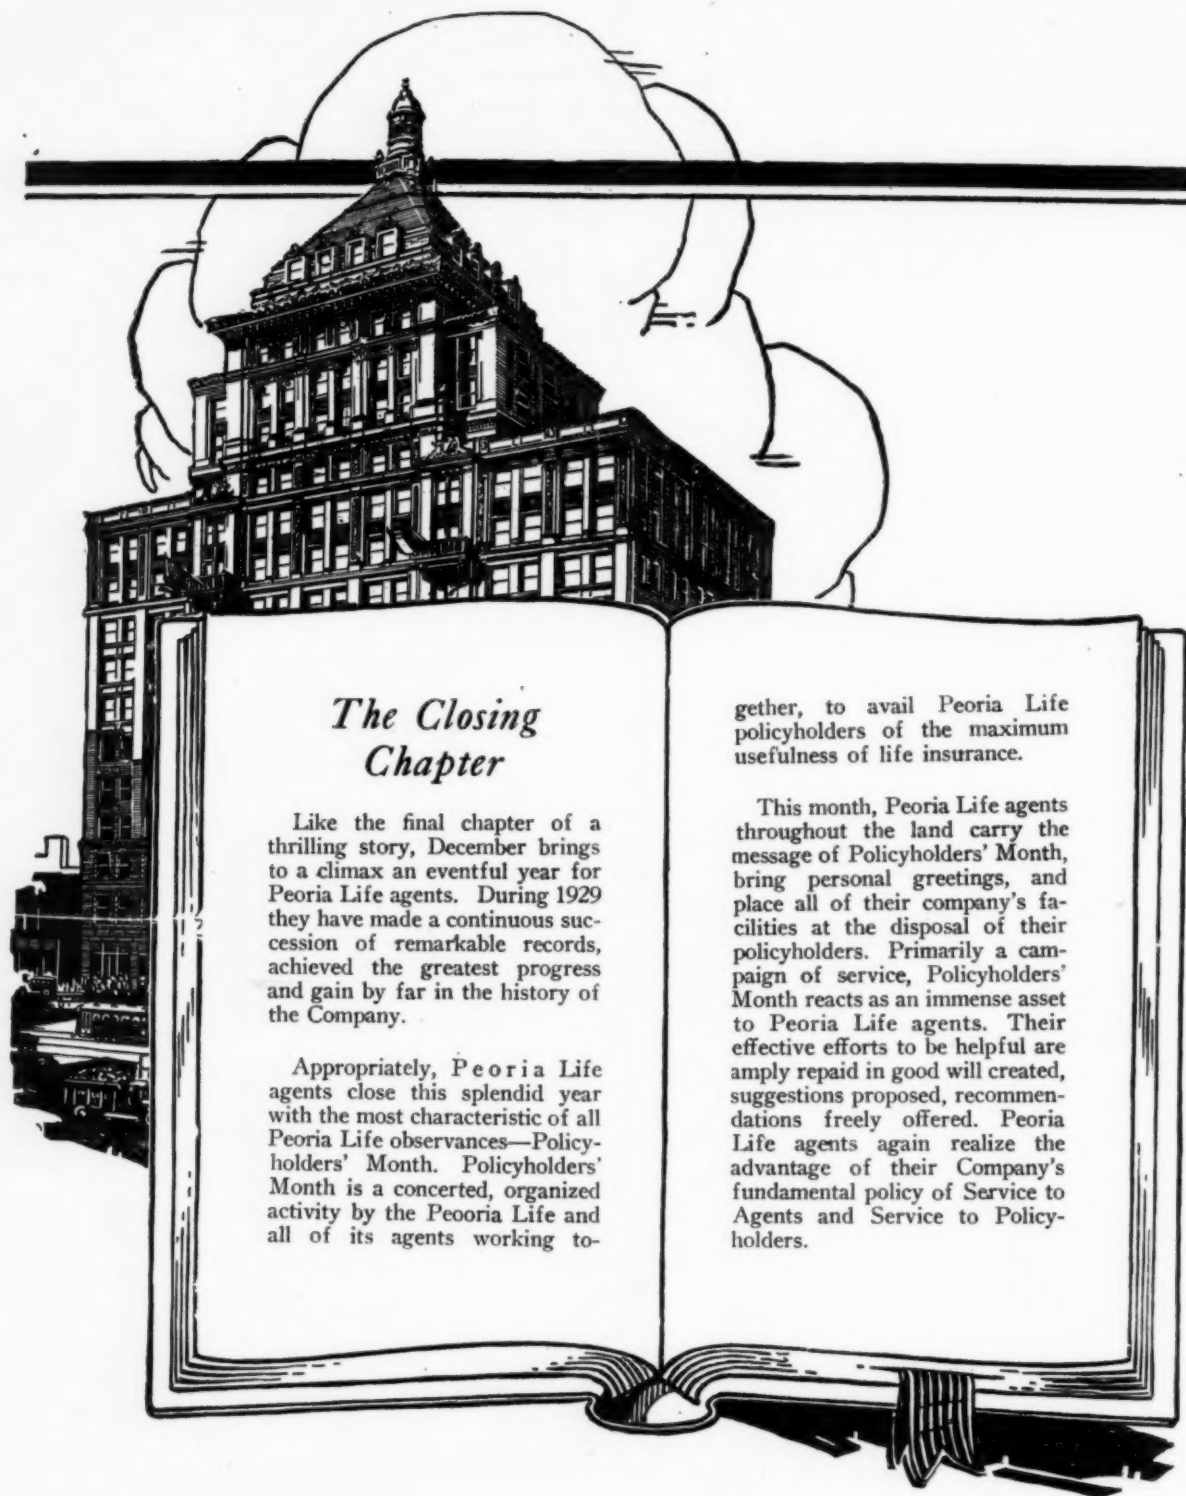 The Closing
Chapter
Like the final chapter of a
thrilling story, December brings
to a climax an eventful year for
Peoria Life agents. During 1929
they have made a continuous suc-
cession of remarkable records,
achieved the greatest progress
and gain by far in the history of
the Company.
Appropriately, Peoria Life
agents close this splendid year
with the most characteristic of all
Peoria Life observances—Policy-
holders' Month. Policyholders'
Month is a concerted, organized
activity by the Peooria Life and
all of its agents working to-
gether, to avail Peoria Life
policyholders of the maximum
usefulness of life insurance.
This month, Peoria Life agents
throughout the land carry the
message of Policyholders' Month,
bring personal greetings, and
place all of their company's fa-
cilities at the disposal of their
policyholders. Primarily a cam-
paign of service, Policyholders'
Month reacts as an immense asset
to Peoria Life agents. Their
effective efforts to be helpful are
amply repaid in good will created,
suggestions proposed, recommen-
dations freely offered. Peoria
Life agents again realize the
advantage of their Company's
fundamental policy of Service to
Agents and Service to Policy-
holders.